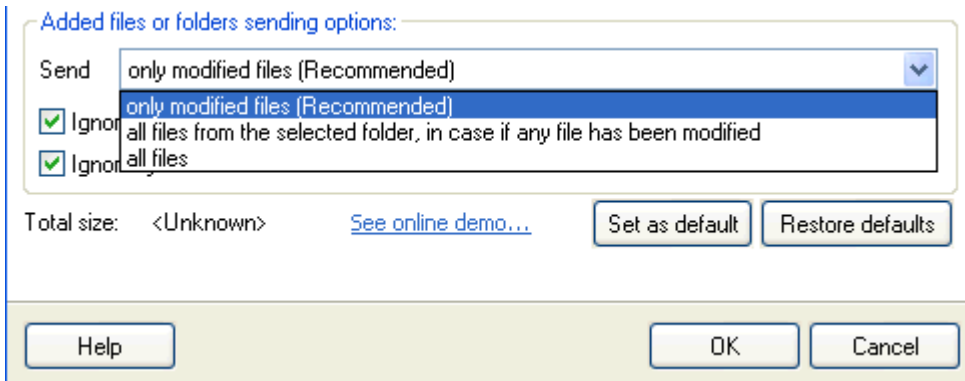 Added files or folders sending options:
Send only modified files (Recommended)
only modified files (Recommended)
all files from the selected folder, in case if any file has been modified
all files
Total size: <Unknown> See online demo... Set as default Restore defaults
Help OK Cancel